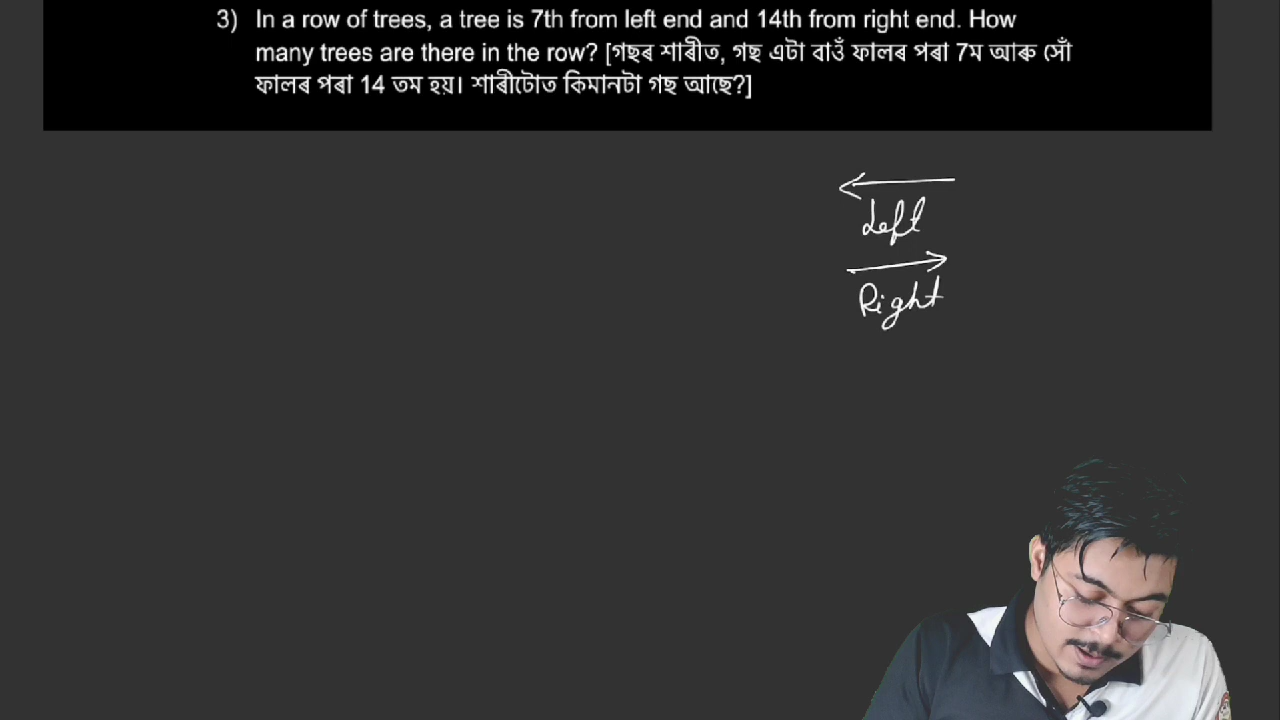 3) In a row of trees, a tree is 7th from left end and 14th from right end. How
many trees are there in the row? [গছৰ শাৰীত, গছ এটা বাওঁ ফালৰ পৰা 7ম আৰু সোঁ
ফালৰ পৰা 14 তম হয়। শাৰীটোত কিমানটা গছ আছে?]
Left
Right